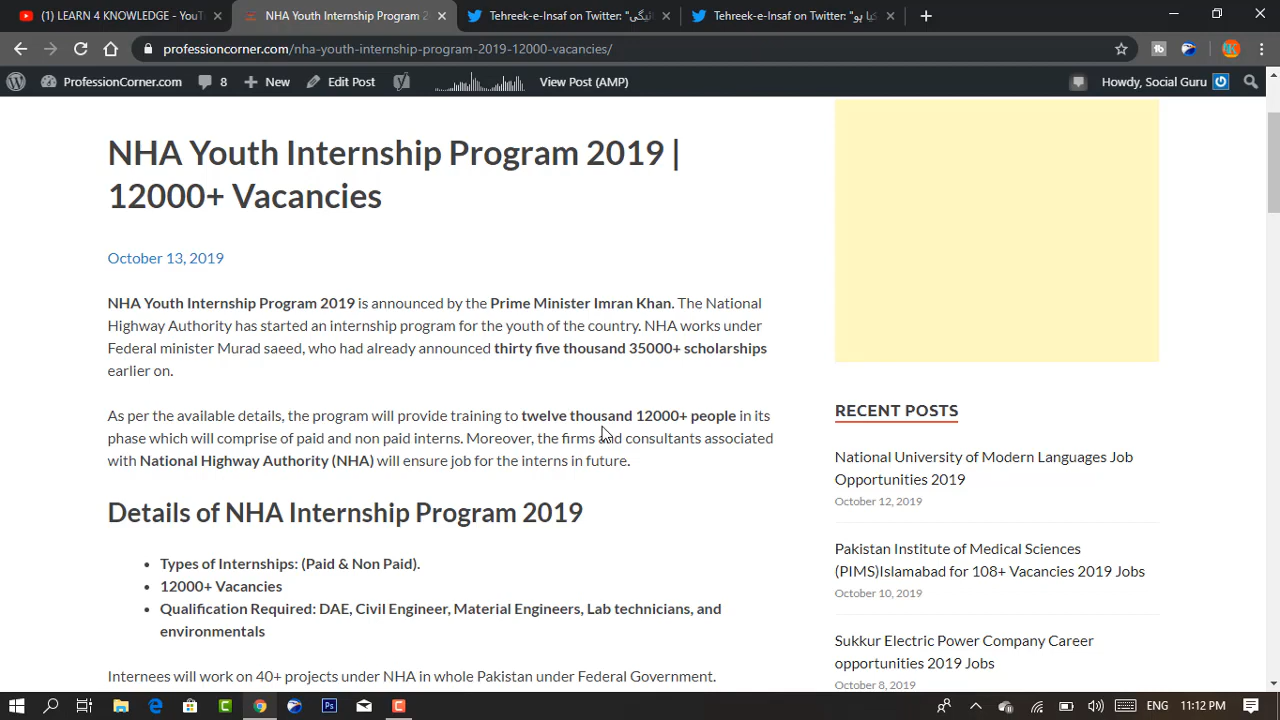 (1) LEARN 4 KNOWLEDGE - YouT
NHA Youth Internship Program 2
Tehreek-e-Insaf on Twitter: "تیگی
Tehreek-e-Insaf on Twitter: "کیا ہو
professioncorner.com/nha-youth-internship-program-2019-12000-vacancies/
ProfessionCorner.com
8
New
Edit Post
View Post (AMP)
Howdy, Social Guru
NHA Youth Internship Program 2019 |
12000+ Vacancies
October 13, 2019
NHA Youth Internship Program 2019 is announced by the Prime Minister Imran Khan. The National
Highway Authority has started an internship program for the youth of the country. NHA works under
Federal minister Murad saeed, who had already announced thirty five thousand 35000+ scholarships
earlier on.
As per the available details, the program will provide training to twelve thousand 12000+ people in its
phase which will comprise of paid and non paid interns. Moreover, the firms and consultants associated
with National Highway Authority (NHA) will ensure job for the interns in future.
Details of NHA Internship Program 2019
• Types of Internships: (Paid & Non Paid).
• 12000+ Vacancies
• Qualification Required: DAE, Civil Engineer, Material Engineers, Lab technicians, and
environmentals
Internees will work on 40+ projects under NHA in whole Pakistan under Federal Government.
RECENT POSTS
National University of Modern Languages Job
Opportunities 2019
October 12, 2019
Pakistan Institute of Medical Sciences
(PIMS)Islamabad for 108+ Vacancies 2019 Jobs
October 10, 2019
Sukkur Electric Power Company Career
opportunities 2019 Jobs
October 8, 2019
ENG
11:12 PM